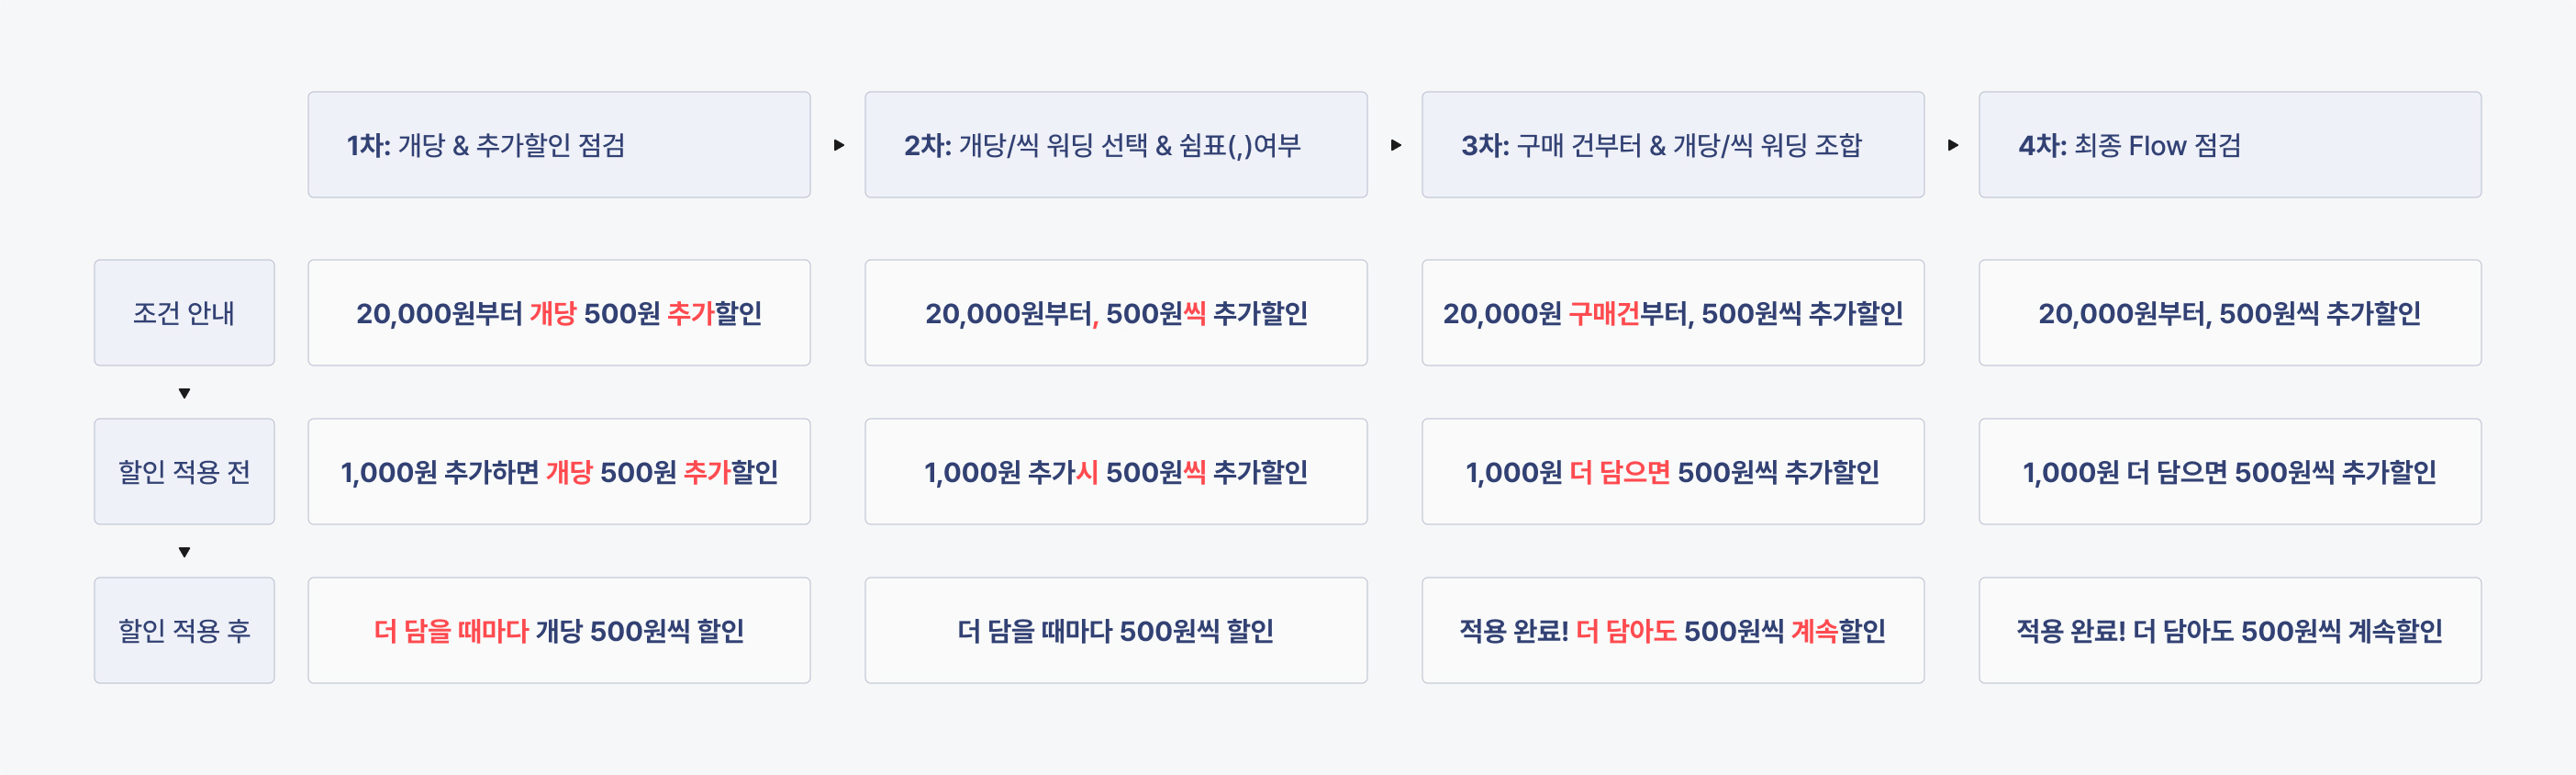 1차: 개당 & 추가할인 점검
2차: 개당/씩 워딩 선택 & 쉼표(,)여부
3차: 구매 건부터 & 개당/씩 워딩 조합
4차: 최종 Flow 점검
조건 안내
20,000원부터 개당 500원 추가할인
20,000원부터, 500원씩 추가할인
20,000원 구매건부터, 500원씩 추가할인
20,000원부터, 500원씩 추가할인
할인 적용 전
1,000원 추가하면 개당 500원 추가할인
1,000원 추가시 500원씩 추가할인
1,000원 더 담으면 500원씩 추가할인
1,000원 더 담으면 500원씩 추가할인
할인 적용 후
더 담을 때마다 개당 500원씩 할인
더 담을 때마다 500원씩 할인
적용 완료! 더 담아도 500원씩 계속할인
적용 완료! 더 담아도 500원씩 계속할인